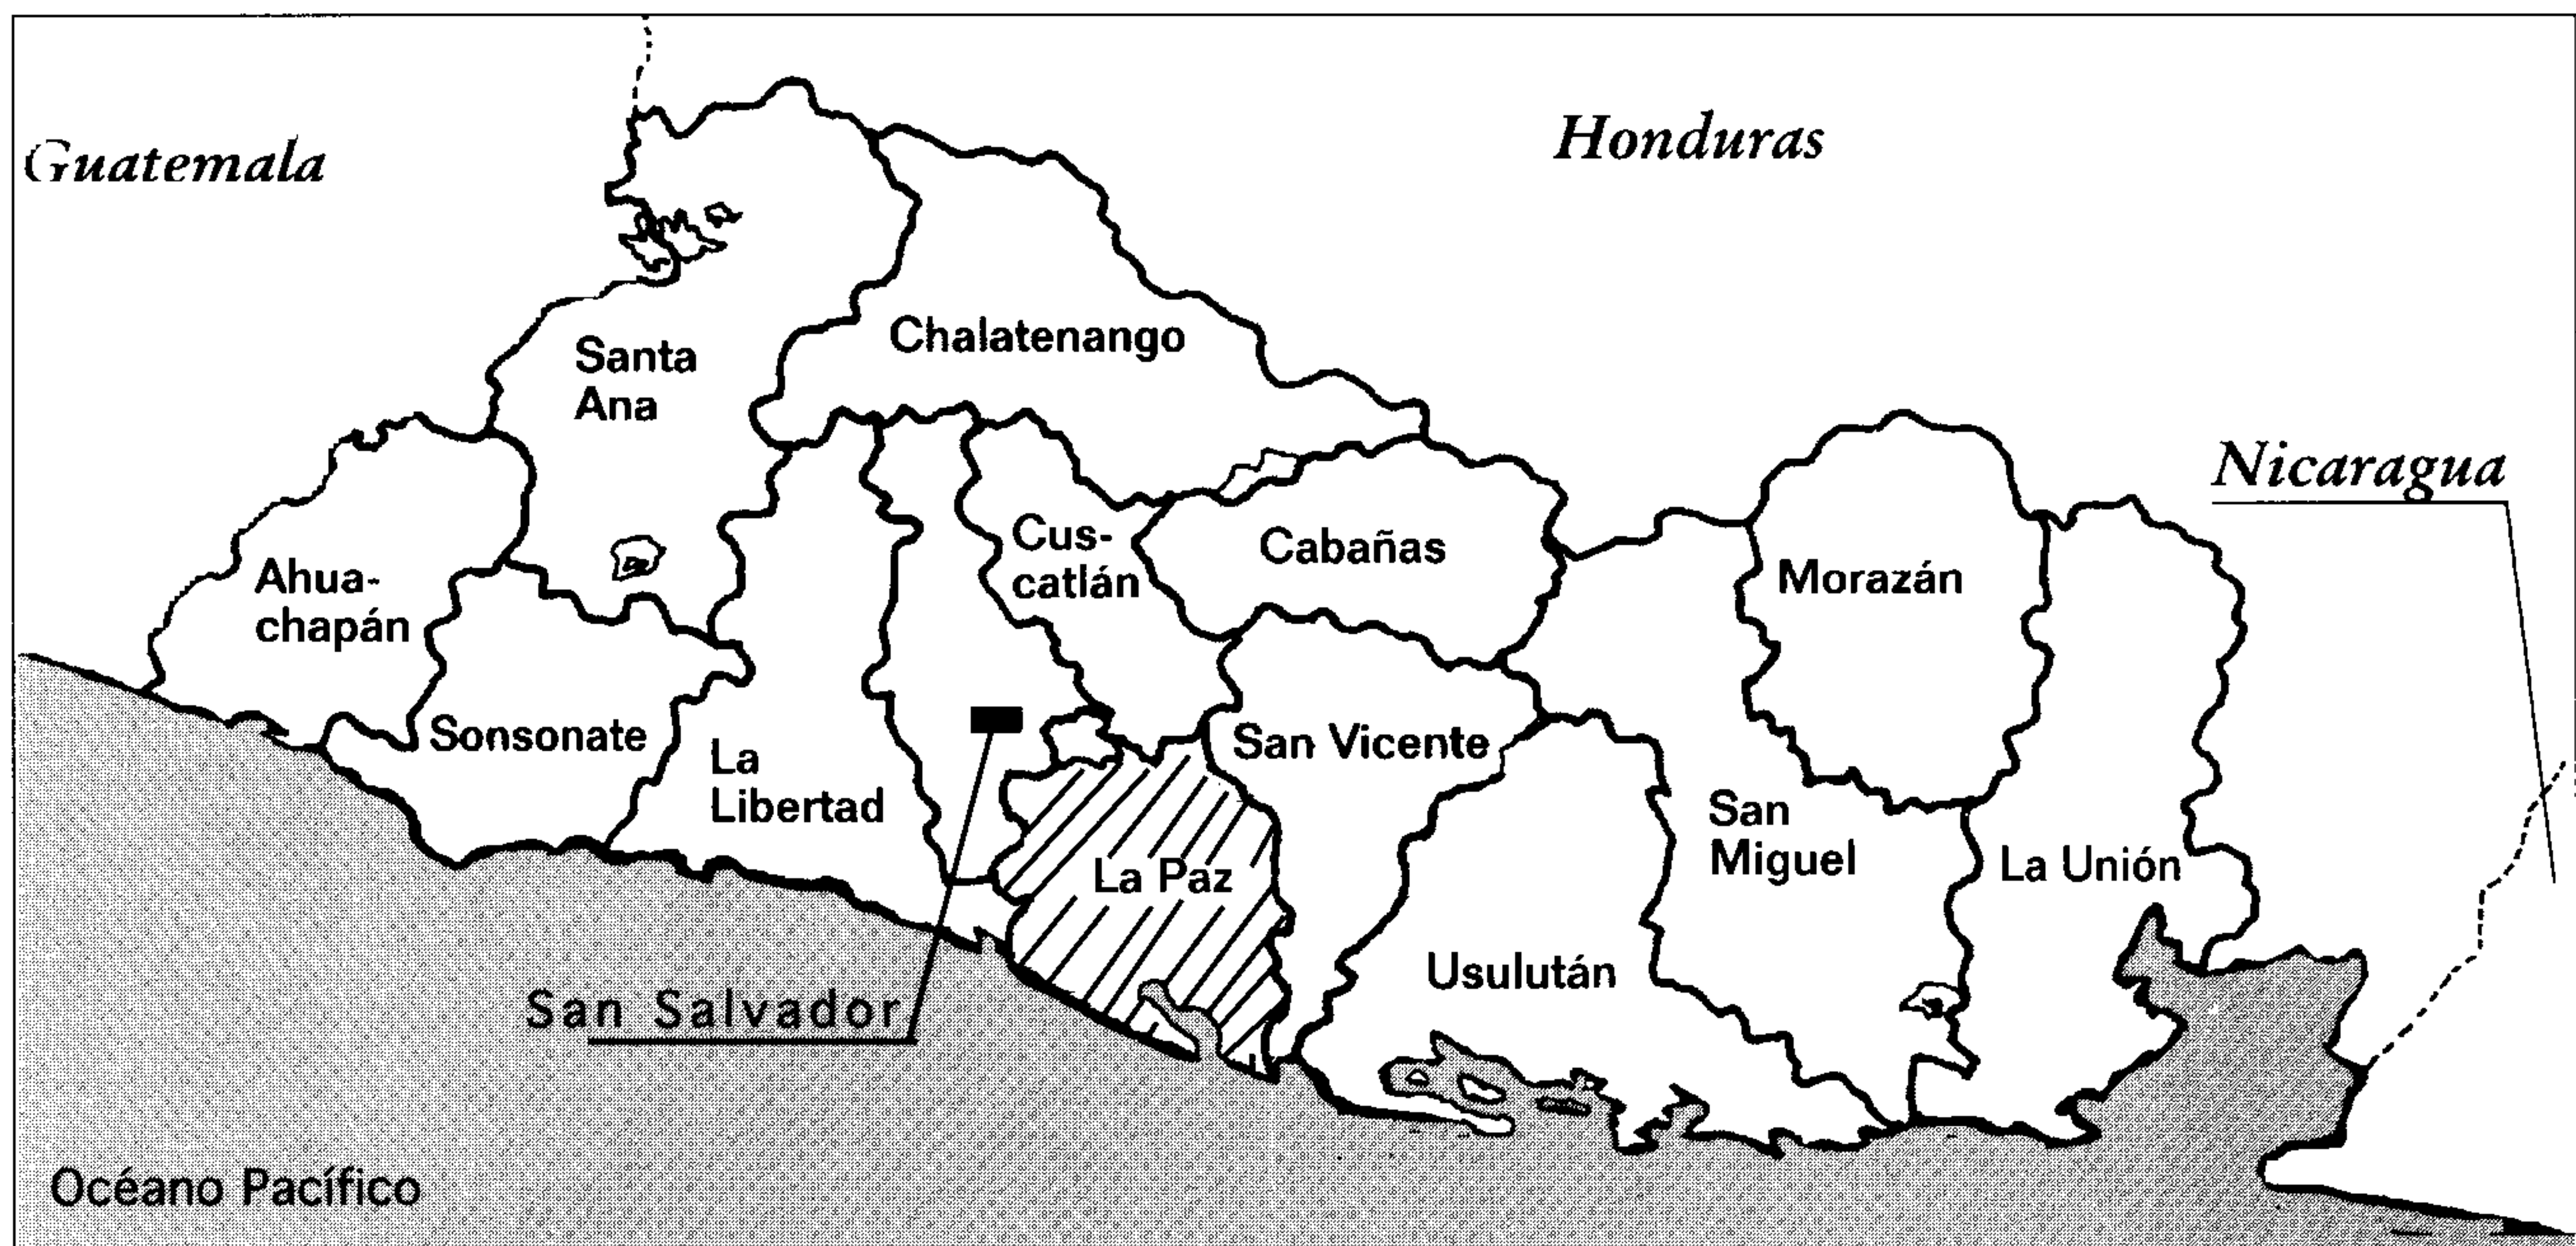 Guatemala
Honduras
Nicaragua
Santa
Ana
Chalatenango
Ahua-
chapán
Cus-
catlán
Cabañas
Morazán
Sonsonate
La
Libertad
San Vicente
San
Miguel
La Unión
La Paz
Usulután
San Salvador
Océano Pacífico